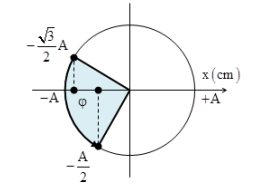 -√3/2 A
x(cm)
-A φ +A
-A/2